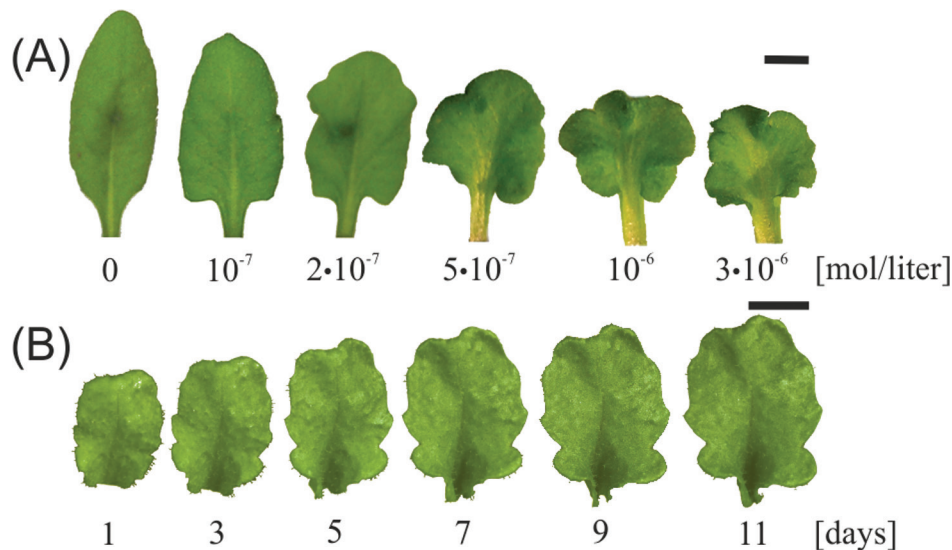 (A)
0 10⁻⁷ 2•10⁻⁷ 5•10⁻⁷ 10⁻⁶ 3•10⁻⁶ [mol/liter]
(B)
1 3 5 7 9 11 [days]